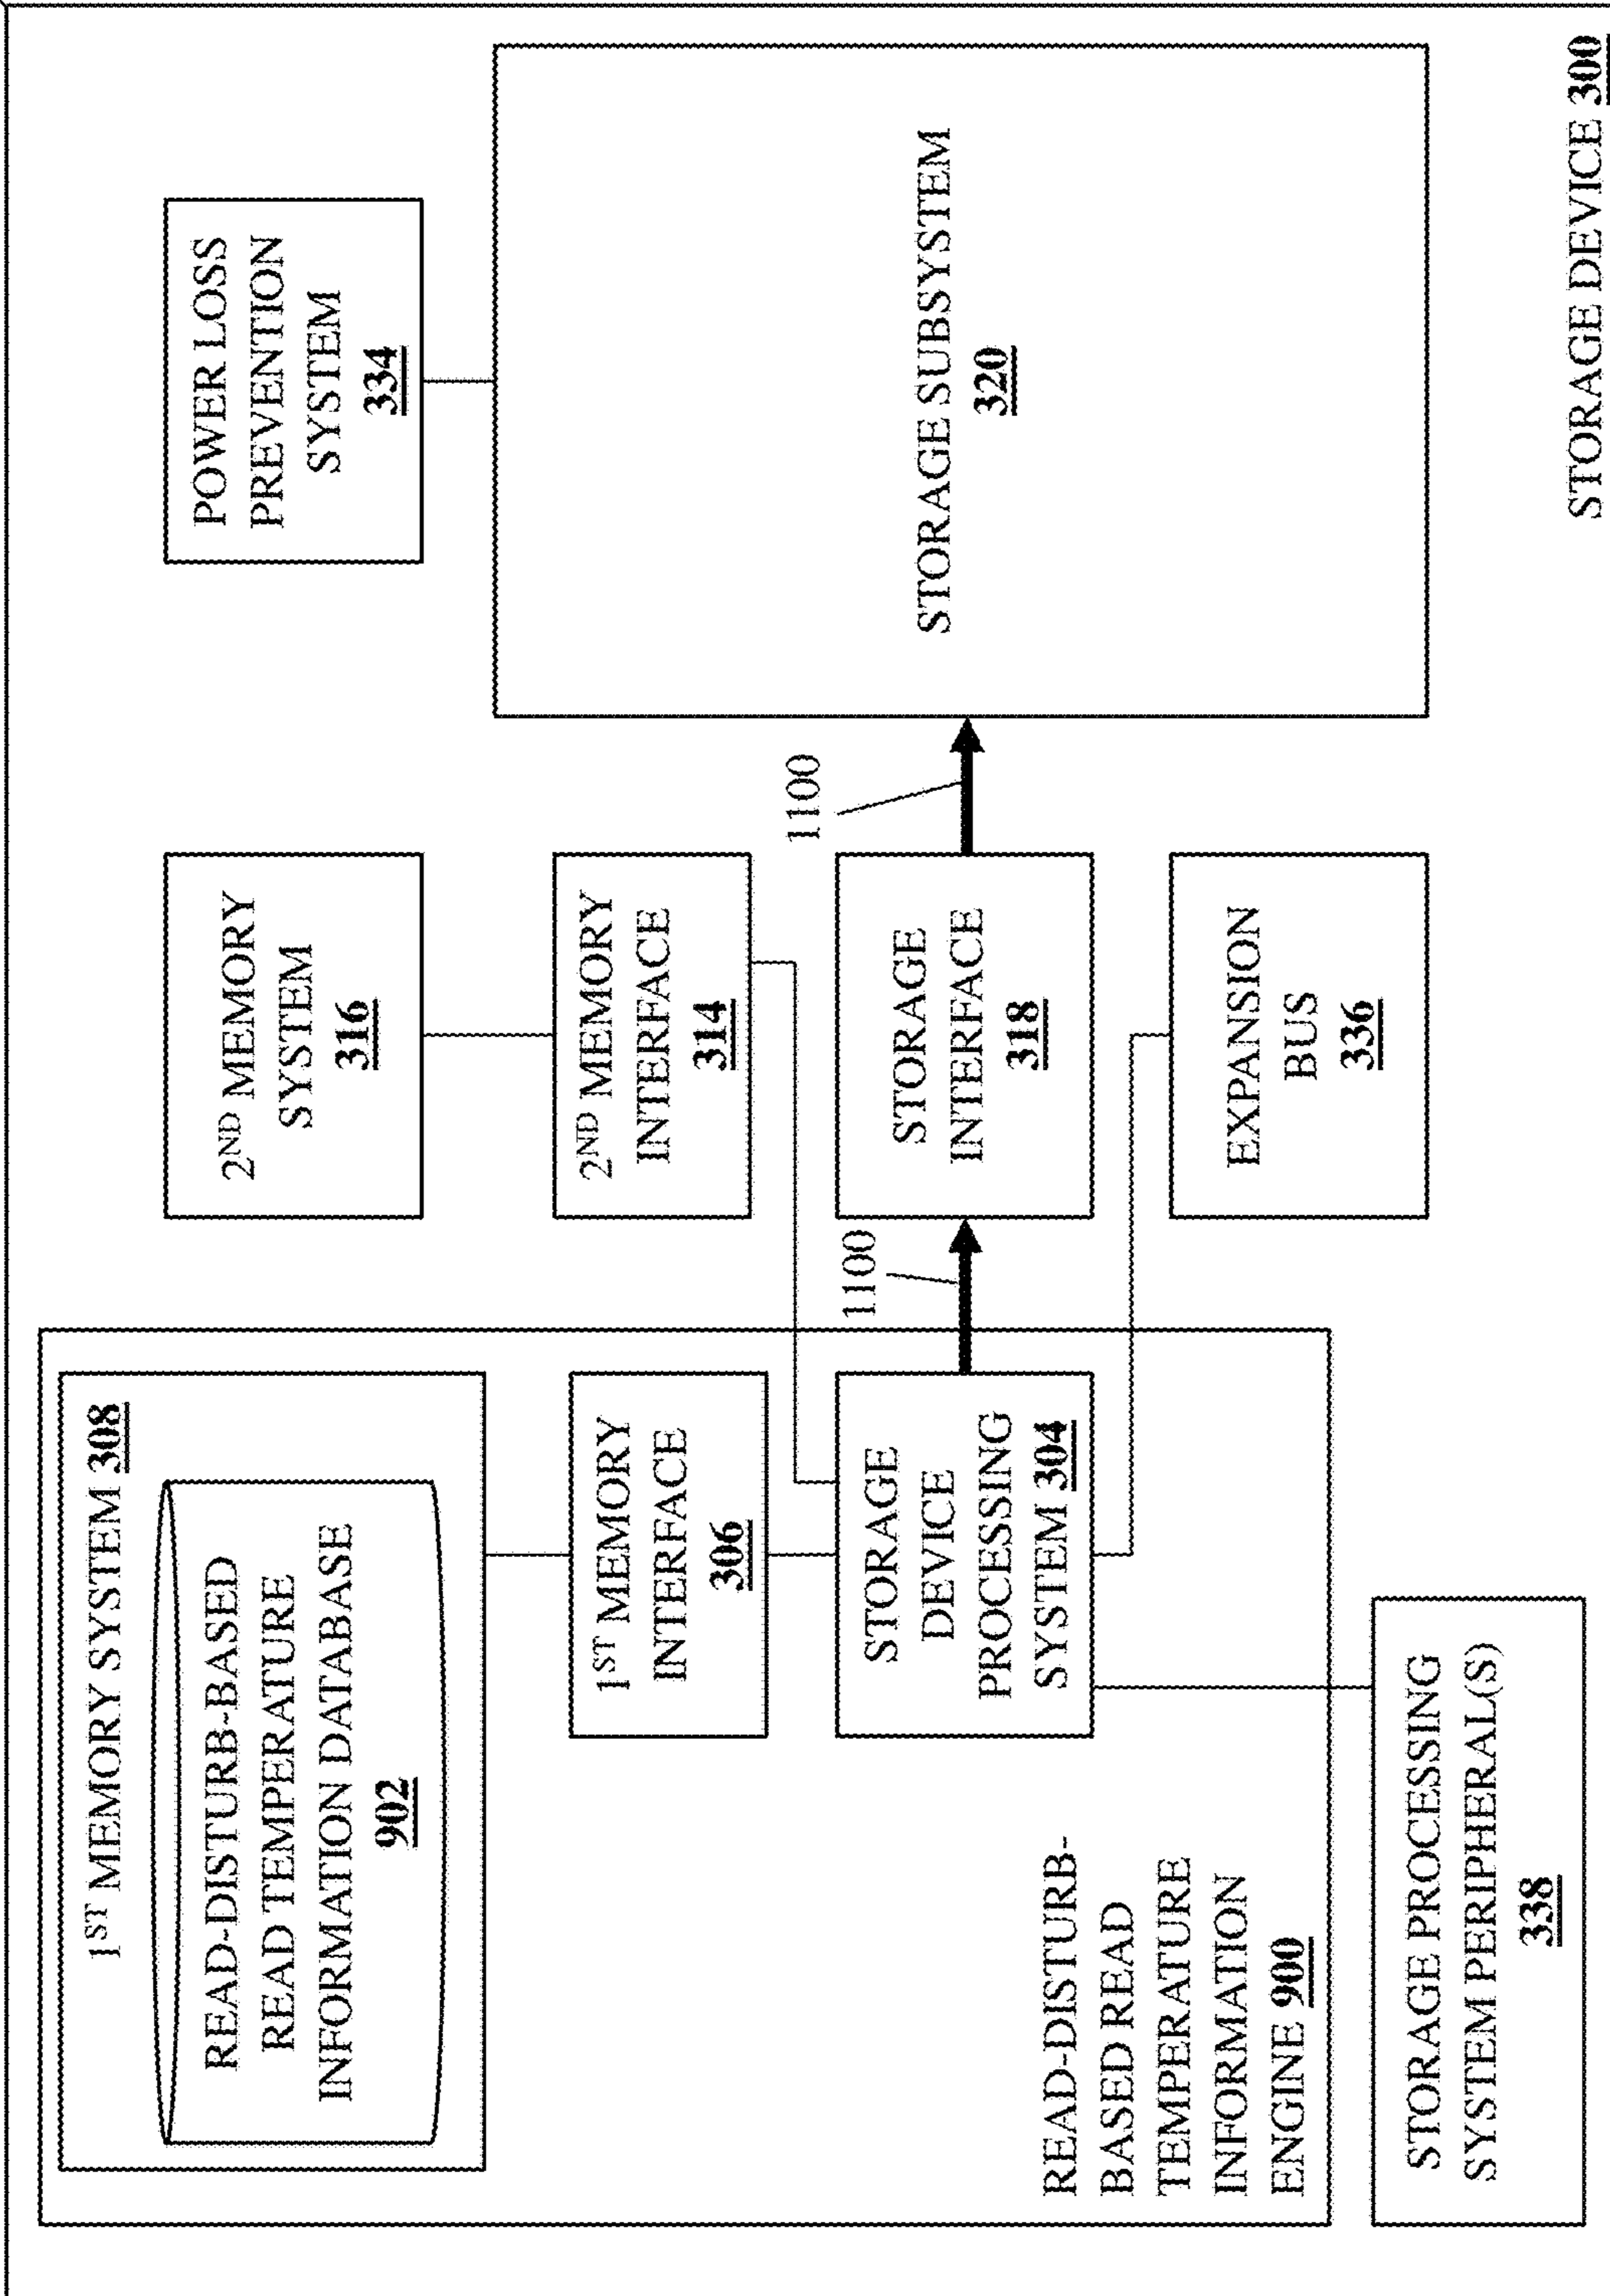 1ST MEMORY SYSTEM 308
READ-DISTURB-BASED
READ TEMPERATURE
INFORMATION DATABASE
902
1ST MEMORY
INTERFACE
306
STORAGE
DEVICE
PROCESSING
SYSTEM 304
READ-DISTURB-
BASED READ
TEMPERATURE
INFORMATION
ENGINE 900
STORAGE PROCESSING
SYSTEM PERIPHERAL(S)
338
2ND MEMORY
SYSTEM
316
2ND MEMORY
INTERFACE
314
1100
STORAGE
INTERFACE
318
1100
EXPANSION
BUS
336
POWER LOSS
PREVENTION
SYSTEM
334
STORAGE SUBSYSTEM
320
STORAGE DEVICE 300